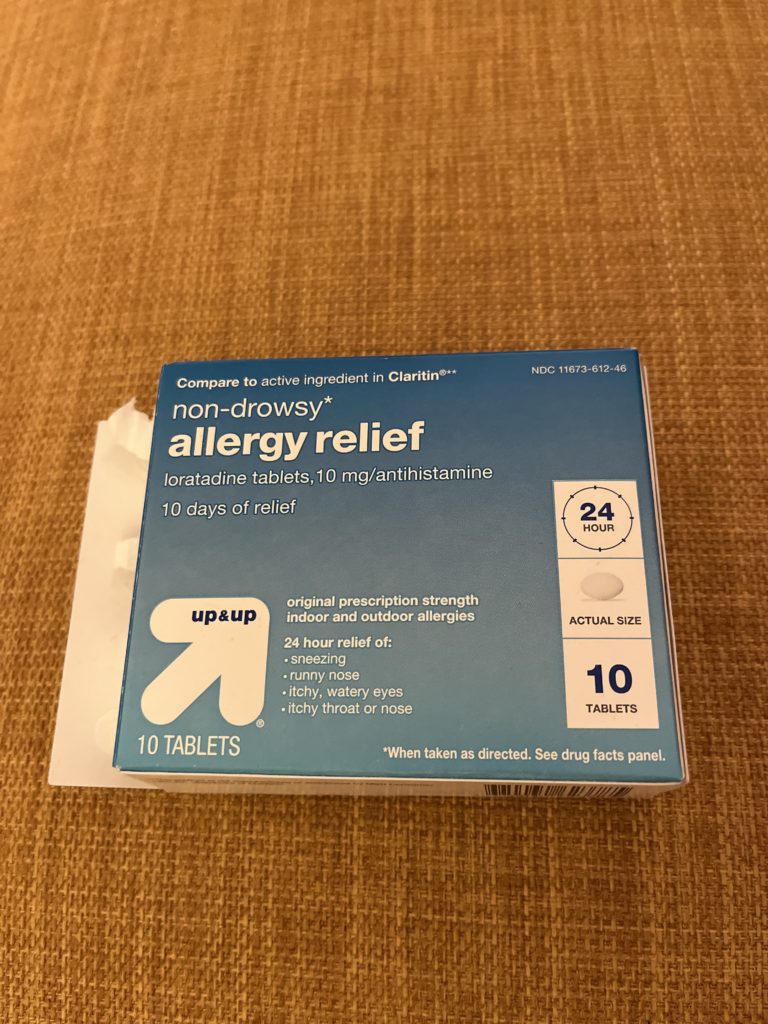 Compare to active ingredient in Claritin®**
NDC 11673-612-46
non-drowsy*
allergy relief
loratadine tablets, 10 mg/antihistamine
10 days of relief
24
HOUR
ACTUAL SIZE
10
TABLETS
up&up
®
original prescription strength
indoor and outdoor allergies
24 hour relief of:
• sneezing
• runny nose
• itchy, watery eyes
• itchy throat or nose
10 TABLETS
*When taken as directed. See drug facts panel.